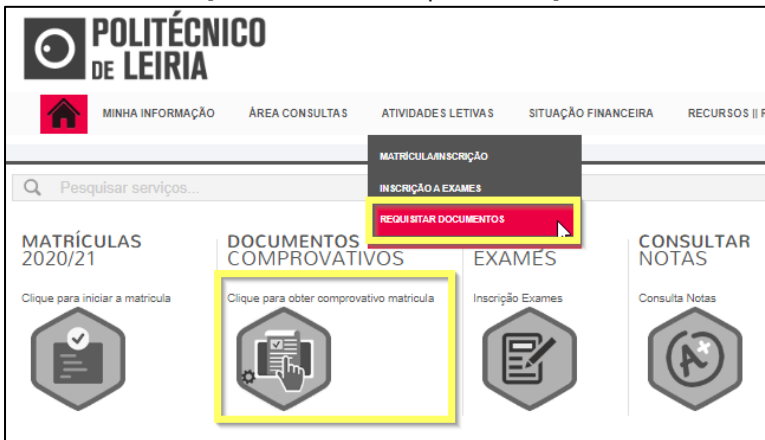 POLITÉCNICO
DE LEIRIA
MINHA INFORMAÇÃO ÁREA CONSULTAS ATIVIDADES LETIVAS SITUAÇÃO FINANCEIRA RECURSOS ||
MATRÍCULA/INSCRIÇÃO
INSCRIÇÃO A EXAMES
REQUISITAR DOCUMENTOS
Pesquisar serviços...
MATRÍCULAS
2020/21
Clique para iniciar a matricula
DOCUMENTOS
COMPROVATIVOS
Clique para obter comprovativo matricula
EXAMES
Inscrição Exames
CONSULTAR
NOTAS
Consulta Notas
A+